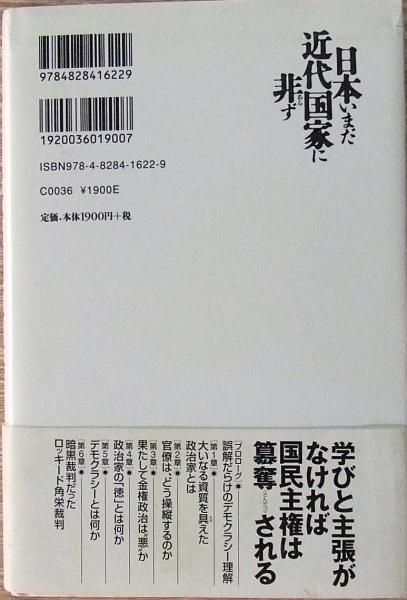 9784828416229
1920036019007
ISBN978-4-8284-1622-9
C0036 ¥1900E
定価・本体1900円+税
日本いまだ
近代国家に
非ず
あら
学びと主張が
なければ
国民主権は
簒奪される
さんだつ
[プロローグ]●
誤解だらけのデモクラシー理解
[第1章]●
大いなる資質を具えた
政治家とは
[第2章]●
官僚は、どう操縦するのか
[第3章]●
果たして金権政治は“悪”か
[第4章]●
政治家の「徳」とは何か
[第5章]●
デモクラシーとは何か
[第6章]●
暗黒裁判だった
ロッキード角栄裁判